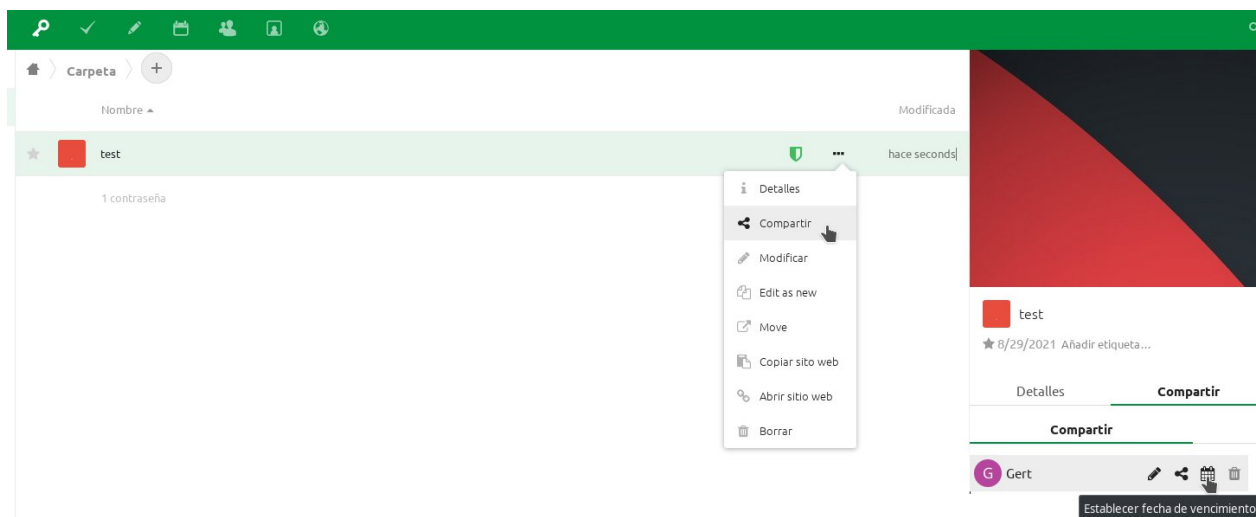 Carpeta
Nombre
Modificada
test
hace seconds
1 contraseña
Detalles
Compartir
Modificar
Edit as new
Move
Copiar sito web
Abrir sitio web
Borrar
test
8/29/2021 Añadir etiqueta...
Detalles
Compartir
Compartir
G Gert
Establecer fecha de vencimiento